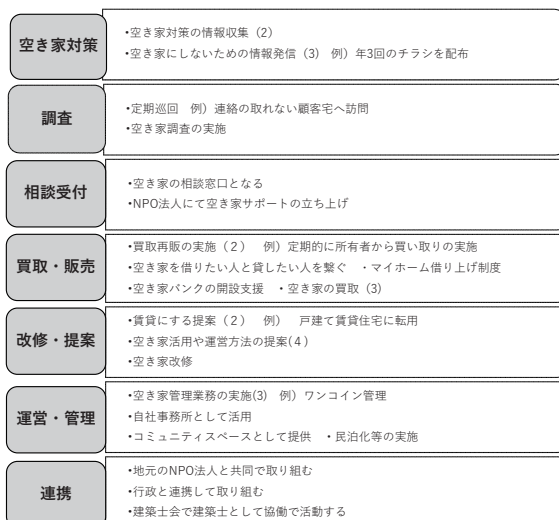 空き家対策
•空き家対策の情報収集（2）
•空き家にしないための情報発信（3） 例）年3回のチラシを配布
調査
•定期巡回　例）連絡の取れない顧客宅へ訪問
•空き家調査の実施
相談受付
•空き家の相談窓口となる
•NPO法人にて空き家サポートの立ち上げ
買取・販売
•買取再販の実施（２）　例）定期的に所有者から買い取りの実施
•空き家を借りたい人と貸したい人を繋ぐ　・マイホーム借り上げ制度
•空き家バンクの開設支援　・空き家の買取（3）
改修・提案
•賃貸にする提案（２）　例）　戸建て賃貸住宅に転用
•空き家活用や運営方法の提案(４)
•空き家改修
運営・管理
•空き家管理業務の実施(3)　例）ワンコイン管理
•自社事務所として活用
•コミュニティスペースとして提供　・民泊化等の実施
連携
•地元のNPO法人と共同で取り組む
•行政と連携して取り組む
•建築士会で建築士として協働で活動する